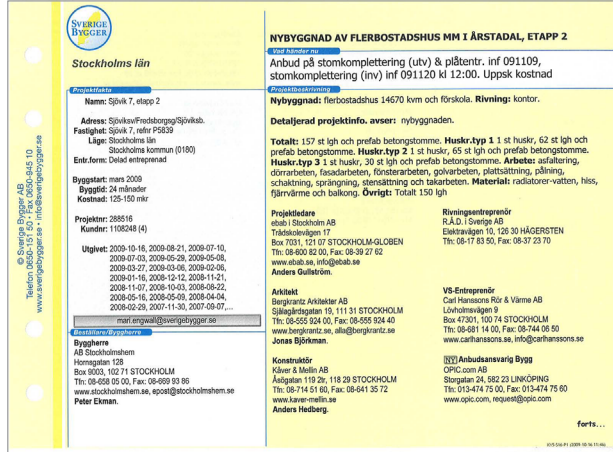 SVERIGE
BYGGER
Stockholms län
Projektfakta
Namn: Sjövik 7, etapp 2
Adress: Sjöviksv/Fredsborgsg/Sjöviksb.
Fastighet: Sjövik 7, refnr P5839
Läge: Stockholms län
Stockholms kommun (0180)
Entr.form: Delad entreprenad
Byggstart: mars 2009
Byggtid: 24 månader
Kostnad: 125-150 mkr
Projektnr: 288516
Kundnr: 1108248 (4)
Utgivet: 2009-10-16, 2009-08-21, 2009-07-10,
2009-07-03, 2009-05-29, 2009-05-08,
2009-03-27, 2009-03-06, 2009-02-06,
2009-01-16, 2008-12-12, 2008-11-21,
2008-11-07, 2008-10-03, 2008-08-22,
2008-05-16, 2008-05-09, 2008-04-04,
2008-02-29, 2007-11-30, 2007-09-07,...
mari.engwall@sverigebygger.se
Beställare/Byggherre
Byggherre
AB Stockholmshem
Hornsgatan 128
Box 9003, 102 71 STOCKHOLM
Tfn: 08-658 05 00, Fax: 08-669 93 86
www.stockholmshem.se, epost@stockholmshem.se
Peter Ekman.
© Sverige Bygger AB
Telefon 0650-151 50 • Fax 0650-945 10
www.sverigebygger.se • info@sverigebygger.se
NYBYGGNAD AV FLERBOSTADSHUS MM I ÅRSTADAL, ETAPP 2
Vad händer nu
Anbud på stomkomplettering (utv) & plåtentr. inf 091109,
stomkomplettering (inv) inf 091120 kl 12:00. Uppsk kostnad
Projektbeskrivning
Nybyggnad: flerbostadshus 14670 kvm och förskola. Rivning: kontor.
Detaljerad projektinfo. avser: nybyggnaden.
Totalt: 157 st lgh och prefab betongstomme. Huskr.typ 1 1 st huskr, 62 st lgh och
prefab betongstomme. Huskr.typ 2 1 st huskr, 65 st lgh och prefab betongstomme.
Huskr.typ 3 1 st huskr, 30 st lgh och prefab betongstomme. Arbete: asfaltering,
dörrarbeten, fasadarbeten, fönsterarbeten, golvarbeten, plattsättning, pålning,
schaktning, sprängning, stensättning och takarbeten. Material: radiatorer-vatten, hiss,
fjärrvärme och balkong. Övrigt: Totalt 150 lgh
Projektledare
ebab i Stockholm AB
Trädskolevägen 17
Box 7031, 121 07 STOCKHOLM-GLOBEN
Tfn: 08-600 82 00, Fax: 08-39 27 62
www.ebab.se, info@ebab.se
Anders Gullström.
Rivningsentreprenör
R.Ä.D. i Sverige AB
Elektravägen 10, 126 30 HÄGERSTEN
Tfn: 08-17 83 50, Fax: 08-37 23 70
Arkitekt
Bergkrantz Arkitekter AB
Själagårdsgatan 19, 111 31 STOCKHOLM
Tfn: 08-555 924 00, Fax: 08-555 924 40
www.bergkrantz.se, alla@bergkrantz.se
Jonas Björkman.
VS-Entreprenör
Carl Hanssons Rör & Värme AB
Lövholmsvägen 9
Box 47301, 100 74 STOCKHOLM
Tfn: 08-681 14 00, Fax: 08-744 06 50
www.carlhanssons.se, info@carlhanssons.se
Konstruktör
Kåver & Mellin AB
Åsögatan 119 2tr, 118 29 STOCKHOLM
Tfn: 08-714 51 60, Fax: 08-641 35 72
www.kaver-mellin.se
Anders Hedberg.
NY Anbudsansvarig Bygg
OPIC.com AB
Storgatan 24, 582 23 LINKÖPING
Tfn: 013-474 75 00, Fax: 013-474 75 60
www.opic.com, request@opic.com
forts...